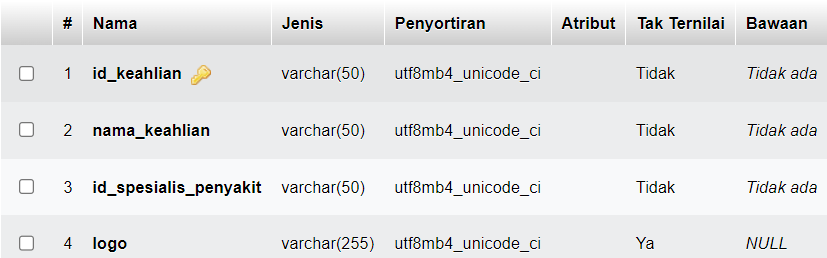 # Nama Jenis Penyortiran Atribut Tak Ternilai Bawaan
1 id_keahlian varchar(50) utf8mb4_unicode_ci Tidak Tidak ada
2 nama_keahlian varchar(50) utf8mb4_unicode_ci Tidak Tidak ada
3 id_spesialis_penyakit varchar(50) utf8mb4_unicode_ci Tidak Tidak ada
4 logo varchar(255) utf8mb4_unicode_ci Ya NULL